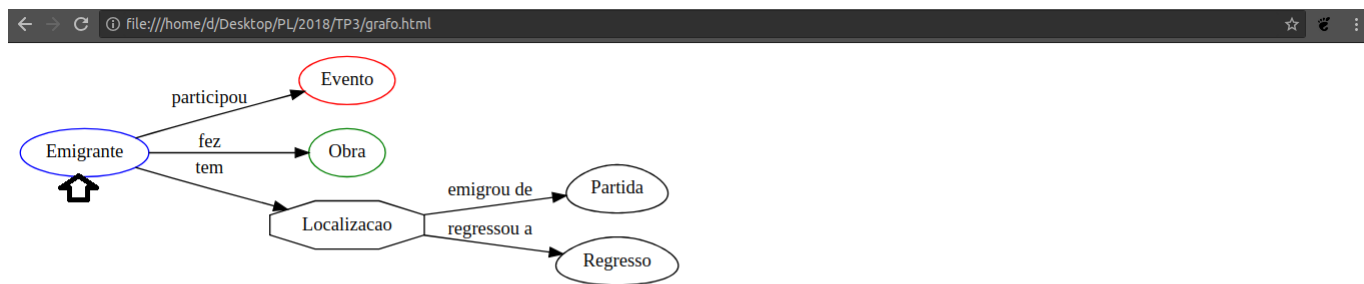 file:///home/d/Desktop/PL/2018/TP3/grafo.html
Evento
participou
Emigrante
fez
Obra
tem
Localizacao
emigrou de
Partida
regressou a
Regresso